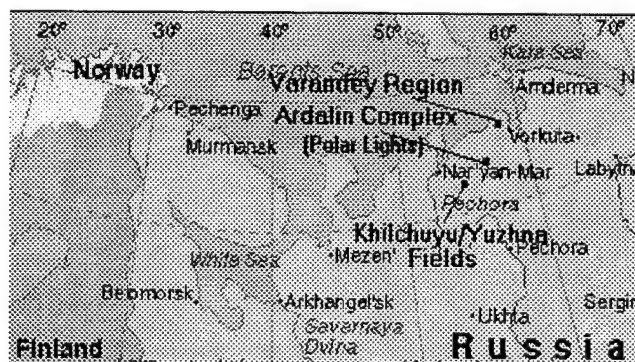 20° 30° 40° 50° 60° 70°
Kara Sea
Norway
Barents Sea
Varandey Region
Amderma
Pechenga
Ardalin Complex
Vorkuta
Murmansk
(Polar Lights)
Nar'yan-Mar
Labytn
Pechora
Khilchuyu/Yuzhna
Fields
Pechora
White Sea
Mezen'
Belomorsk
Arkhangel'sk
Sergin
Ukhta
Severnaya
Dvina
Finland
Russia